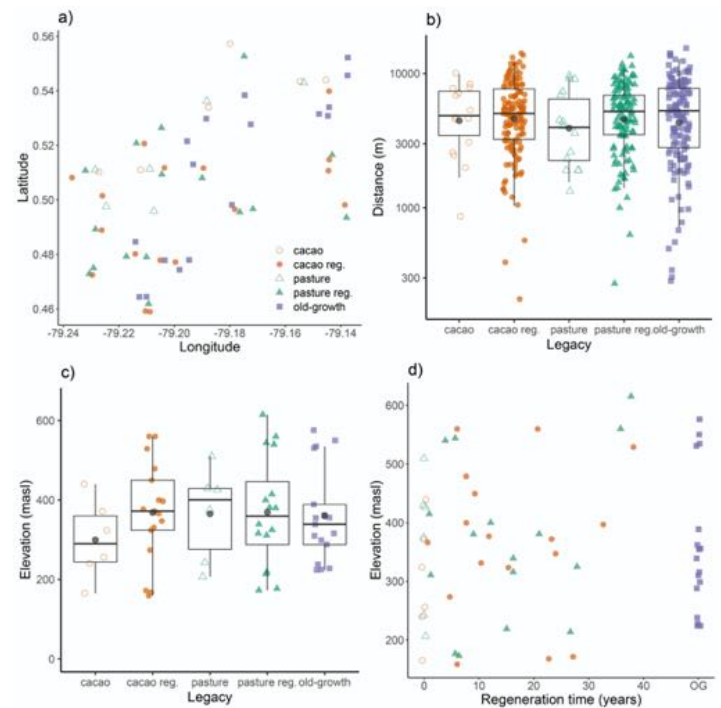 a)
0.56
0.54
0.52
0.50
0.48
0.46
Latitude
-79.24 -79.22 -79.20 -79.18 -79.16 -79.14
Longitude
cacao
cacao reg.
pasture
pasture reg.
old-growth
b)
10000
3000
1000
300
Distance (m)
cacao cacao reg. pasture pasture reg. old-growth
Legacy
c)
600
400
200
0
Elevation (masl)
cacao cacao reg. pasture pasture reg. old-growth
Legacy
d)
600
500
400
300
200
Elevation (masl)
0 10 20 30 40 OG
Regeneration time (years)